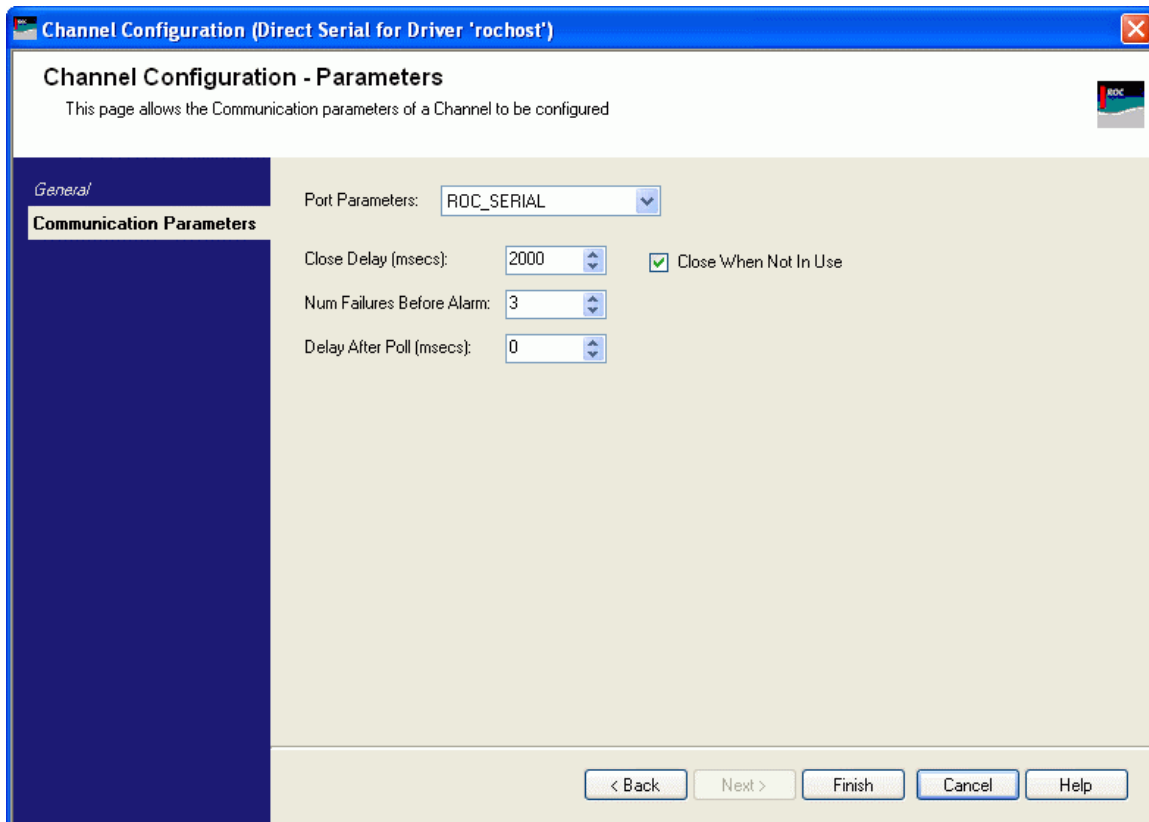 Channel Configuration (Direct Serial for Driver 'rochost')
Channel Configuration - Parameters
This page allows the Communication parameters of a Channel to be configured
ROC
General
Communication Parameters
Port Parameters: ROC_SERIAL
Close Delay (msecs): 2000 Close When Not In Use
Num Failures Before Alarm: 3
Delay After Poll (msecs): 0
< Back Next > Finish Cancel Help